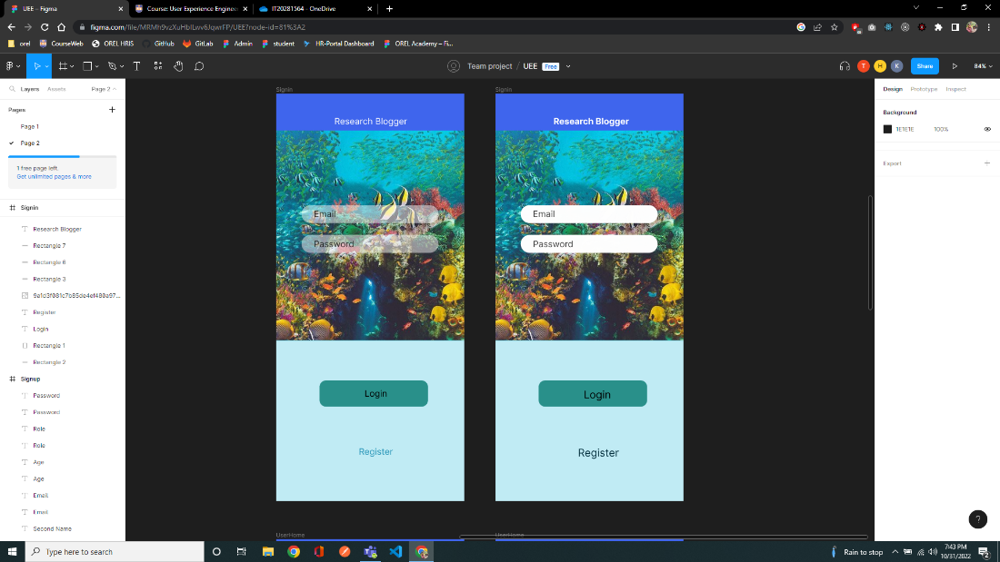 UEE – Figma
Course: User Experience Engineer
IT20281564 - OneDrive
figma.com/file/MRMh9vzXuHblLwv6JqwrFP/UEE?node-id=81%3A2
orel
CourseWeb
OREL HRIS
GitHub
GitLab
Admin
student
HR-Portal Dashboard
OREL Academy – Fi...
Team project / UEE Free
T H K
Share
84%
Layers Assets Page 2
Design Prototype Inspect
Pages
Page 1
Page 2
1 free page left.
Get unlimited pages & more
Background
1E1E1E 100%
Export
Signin
Research Blogger
Rectangle 7
Rectangle 6
Rectangle 3
9a1d3f081c7b85de4ef480a97...
Register
Login
Rectangle 1
Rectangle 2
Signup
Password
Password
Role
Role
Age
Age
Email
Email
Second Name
Signin
Research Blogger
Email
Password
Login
Register
UserHome
Signin
Research Blogger
Email
Password
Login
Register
UserHome
?
Type here to search
Rain to stop
7:43 PM
10/31/2022
2